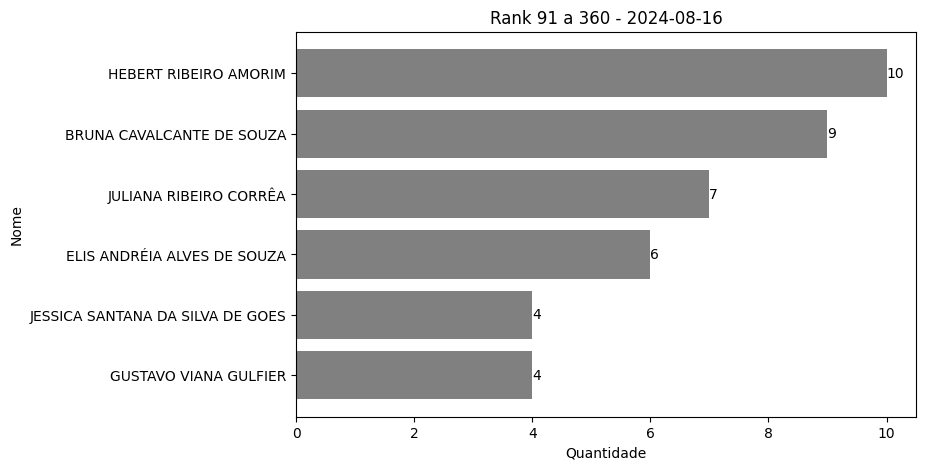 Rank 91 a 360 - 2024-08-16
Nome
HEBERT RIBEIRO AMORIM
10
BRUNA CAVALCANTE DE SOUZA
9
JULIANA RIBEIRO CORRÊA
7
ELIS ANDRÉIA ALVES DE SOUZA
6
JESSICA SANTANA DA SILVA DE GOES
4
GUSTAVO VIANA GULFIER
4
0 2 4 6 8 10
Quantidade